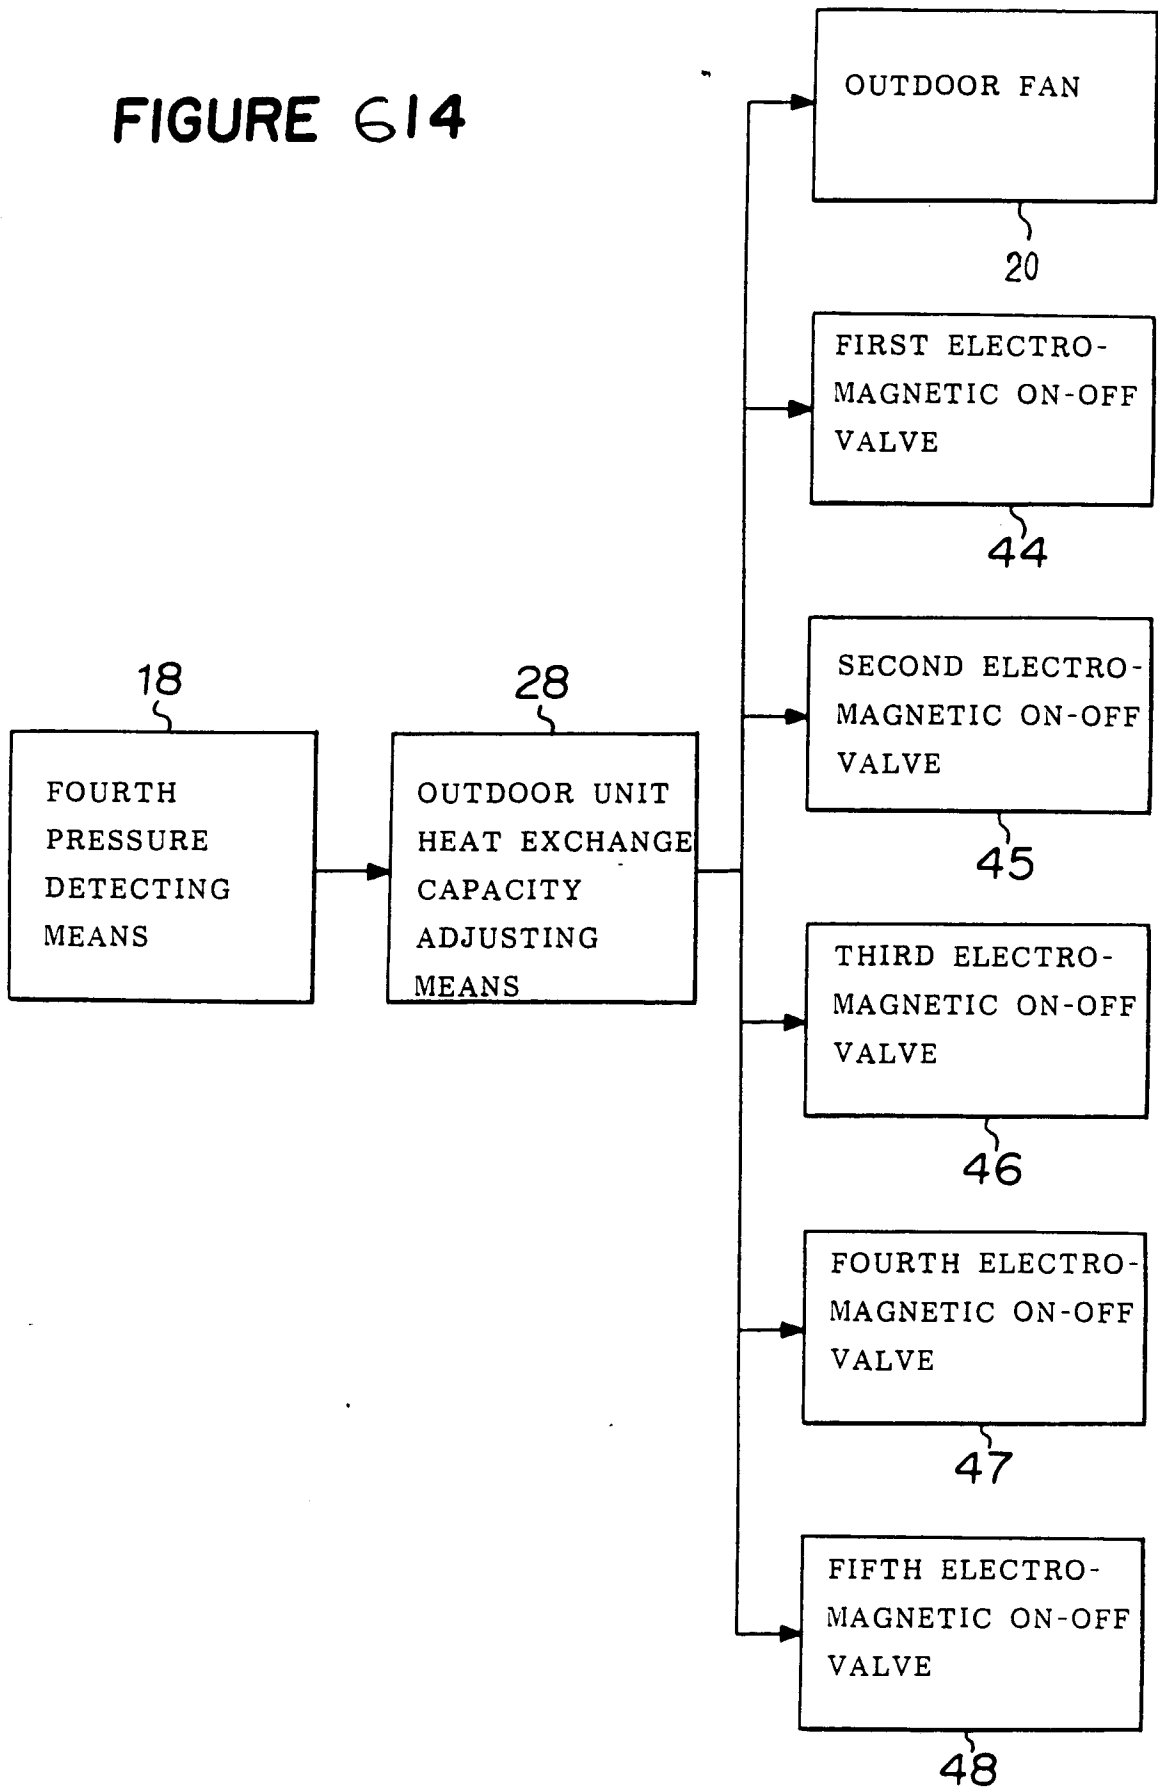 FIGURE 614
OUTDOOR FAN
20
FIRST ELECTRO-
MAGNETIC ON-OFF
VALVE
44
SECOND ELECTRO-
MAGNETIC ON-OFF
VALVE
45
18
FOURTH
PRESSURE
DETECTING
MEANS
28
OUTDOOR UNIT
HEAT EXCHANGE
CAPACITY
ADJUSTING
MEANS
THIRD ELECTRO-
MAGNETIC ON-OFF
VALVE
46
FOURTH ELECTRO-
MAGNETIC ON-OFF
VALVE
47
FIFTH ELECTRO-
MAGNETIC ON-OFF
VALVE
48